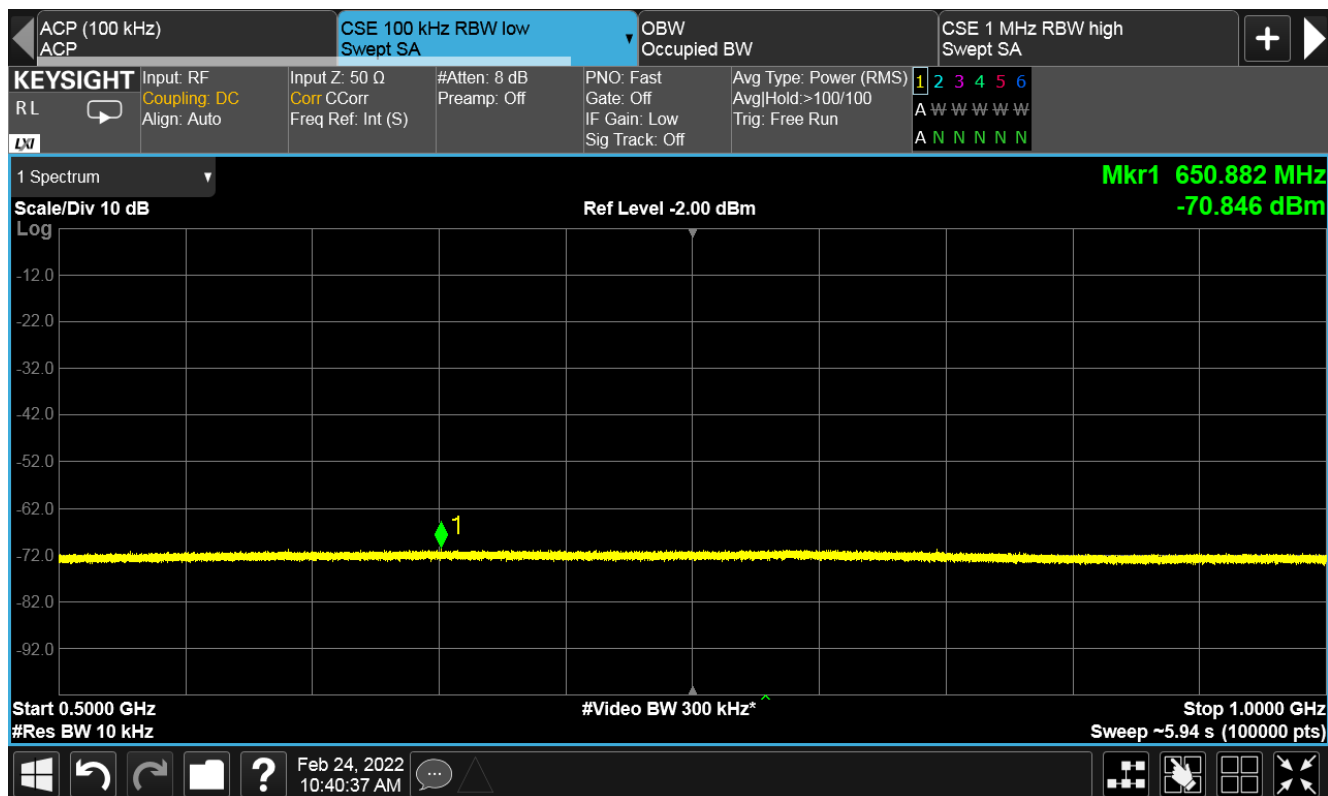 ACP (100 kHz)
ACP
CSE 100 kHz RBW low
Swept SA
OBW
Occupied BW
CSE 1 MHz RBW high
Swept SA
+
KEYSIGHT
RL
LXI
Input: RF
Coupling: DC
Align: Auto
Input Z: 50 Ω
Corr CCorr
Freq Ref: Int (S)
#Atten: 8 dB
Preamp: Off
PNO: Fast
Gate: Off
IF Gain: Low
Sig Track: Off
Avg Type: Power (RMS)
Avg|Hold:>100/100
Trig: Free Run
1 2 3 4 5 6
A W W W W W
A N N N N N
1 Spectrum
Mkr1 650.882 MHz
-70.846 dBm
Scale/Div 10 dB
Ref Level -2.00 dBm
Log
-12.0
-22.0
-32.0
-42.0
-52.0
-62.0
1
-72.0
-82.0
-92.0
Start 0.5000 GHz
#Video BW 300 kHz*
Stop 1.0000 GHz
#Res BW 10 kHz
Sweep ~5.94 s (100000 pts)
?
Feb 24, 2022
10:40:37 AM